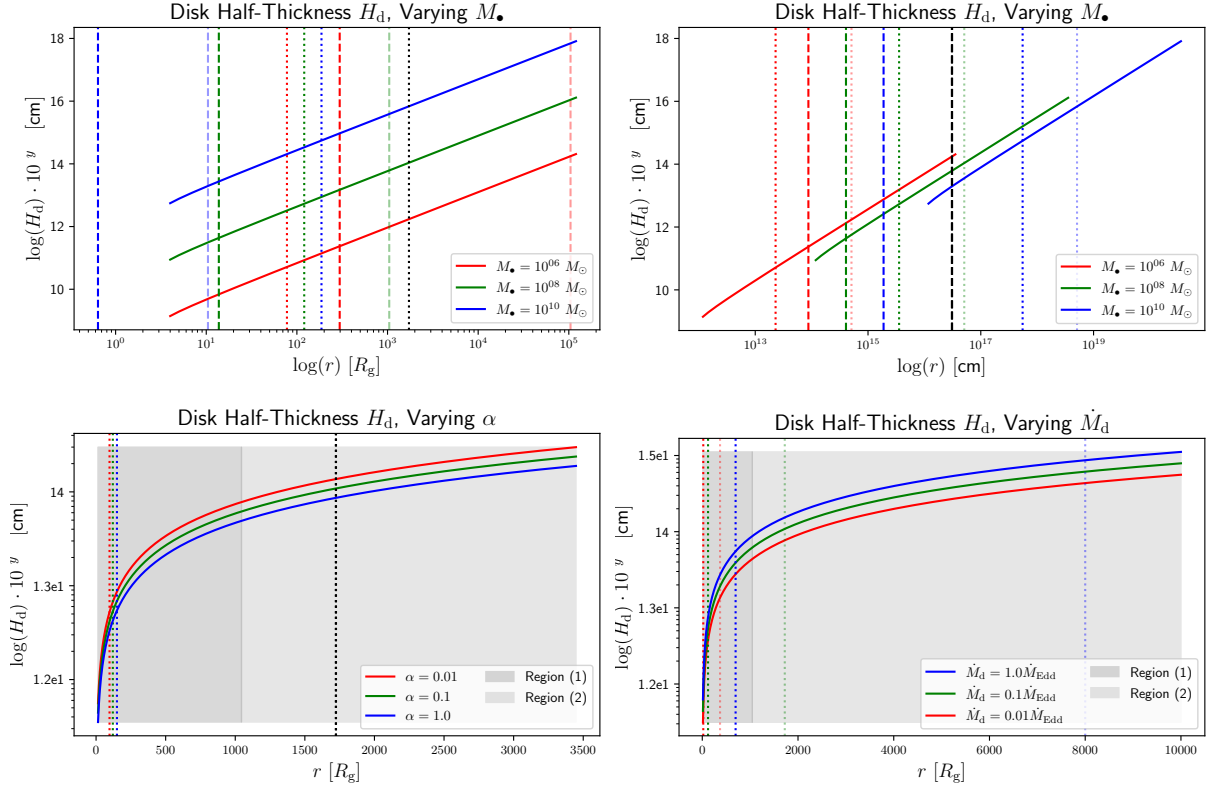 Disk Half-Thickness H_d, Varying M_•
log(H_d) · 10^y [cm]
18
16
14
12
10
M_• = 10^06 M_⊙
M_• = 10^08 M_⊙
M_• = 10^10 M_⊙
10^0 10^1 10^2 10^3 10^4 10^5
log(r) [R_g]
Disk Half-Thickness H_d, Varying M_•
log(H_d) · 10^y [cm]
18
16
14
12
10
M_• = 10^06 M_⊙
M_• = 10^08 M_⊙
M_• = 10^10 M_⊙
10^13 10^15 10^17 10^19
log(r) [cm]
Disk Half-Thickness H_d, Varying α
log(H_d) · 10^y [cm]
14
1.3e1
1.2e1
α = 0.01
α = 0.1
α = 1.0
Region (1)
Region (2)
0 500 1000 1500 2000 2500 3000 3500
r [R_g]
Disk Half-Thickness H_d, Varying Ṁ_d
log(H_d) · 10^y [cm]
1.5e1
14
1.3e1
1.2e1
Ṁ_d = 1.0Ṁ_Edd
Ṁ_d = 0.1Ṁ_Edd
Ṁ_d = 0.01Ṁ_Edd
Region (1)
Region (2)
0 2000 4000 6000 8000 10000
r [R_g]